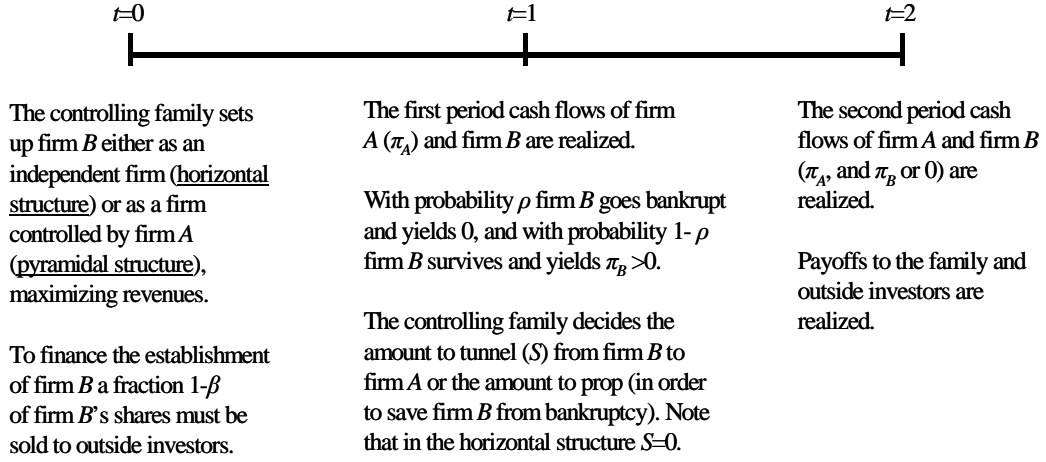 t=0
t=1
t=2
The controlling family sets
up firm B either as an
independent firm (horizontal
structure) or as a firm
controlled by firm A
(pyramidal structure),
maximizing revenues.
To finance the establishment
of firm B a fraction 1-β
of firm B's shares must be
sold to outside investors.
The first period cash flows of firm
A (πA) and firm B are realized.
With probability ρ firm B goes bankrupt
and yields 0, and with probability 1- ρ
firm B survives and yields πB >0.
The controlling family decides the
amount to tunnel (S) from firm B to
firm A or the amount to prop (in order
to save firm B from bankruptcy). Note
that in the horizontal structure S=0.
The second period cash
flows of firm A and firm B
(πA, and πB or 0) are
realized.
Payoffs to the family and
outside investors are
realized.